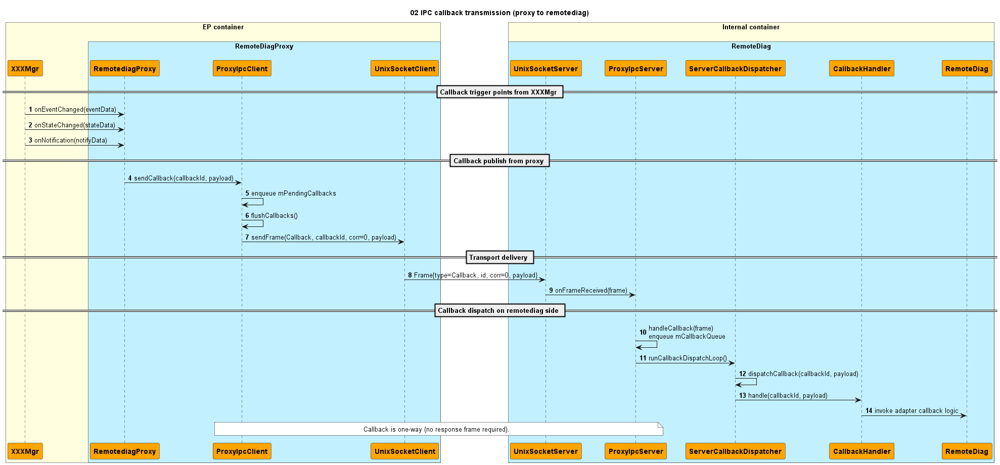 02 IPC callback transmission (proxy to remotediag)
EP container
Internal container
RemoteDiagProxy
RemoteDiag
XXXMgr
RemotediagProxy
ProxyIpcClient
UnixSocketClient
UnixSocketServer
ProxyIpcServer
ServerCallbackDispatcher
CallbackHandler
RemoteDiag
Callback trigger points from XXXMgr
1 onEventChanged(eventData)
2 onStateChanged(stateData)
3 onNotification(notifyData)
Callback publish from proxy
4 sendCallback(callbackId, payload)
5 enqueue mPendingCallbacks
6 flushCallbacks()
7 sendFrame(Callback, callbackId, corr=0, payload)
Transport delivery
8 Frame{type=Callback, id, corr=0, payload}
9 onFrameReceived(frame)
Callback dispatch on remotediag side
10 handleCallback(frame)
enqueue mCallbackQueue
11 runCallbackDispatchLoop()
12 dispatchCallback(callbackId, payload)
13 handle(callbackId, payload)
14 invoke adapter callback logic
Callback is one-way (no response frame required).
XXXMgr
RemotediagProxy
ProxyIpcClient
UnixSocketClient
UnixSocketServer
ProxyIpcServer
ServerCallbackDispatcher
CallbackHandler
RemoteDiag